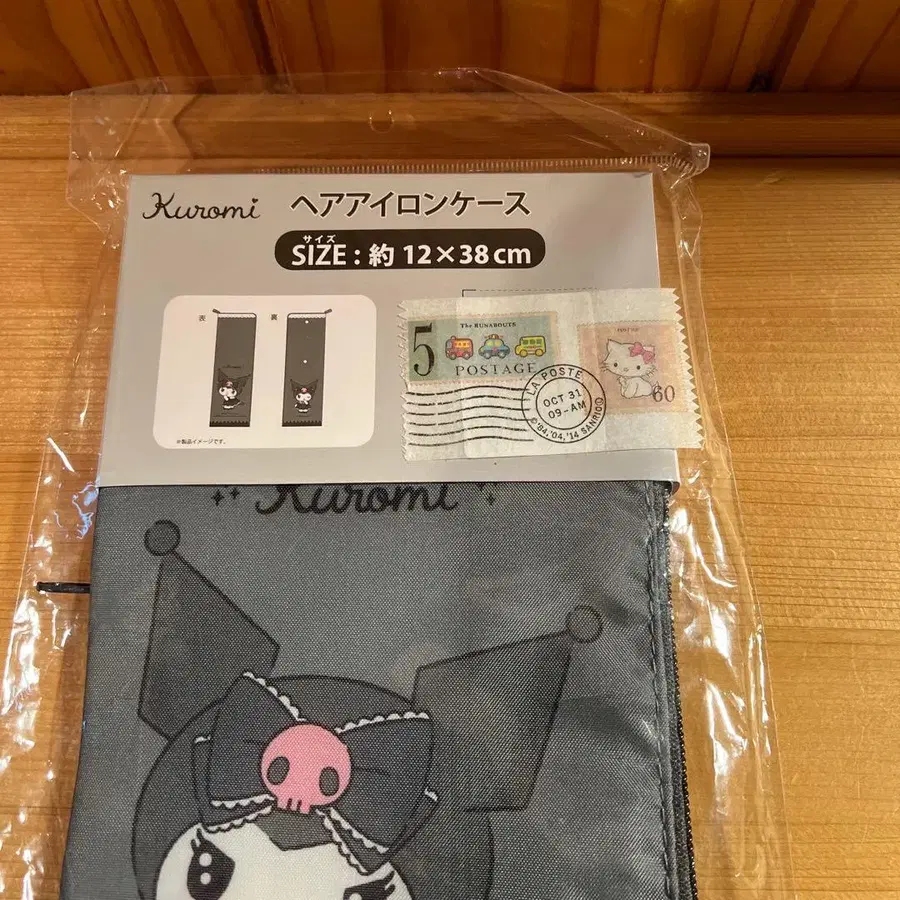 Kuromi ヘアアイロンケース
サイズ
SIZE : 約 12×38cm
表 裏
※製品イメージです。
The RUNABOUTS
5
POSTAGE
60
LA POSTE
OCT 31
09-AM
©'84,'04,'14 SANRIO
Kuromi